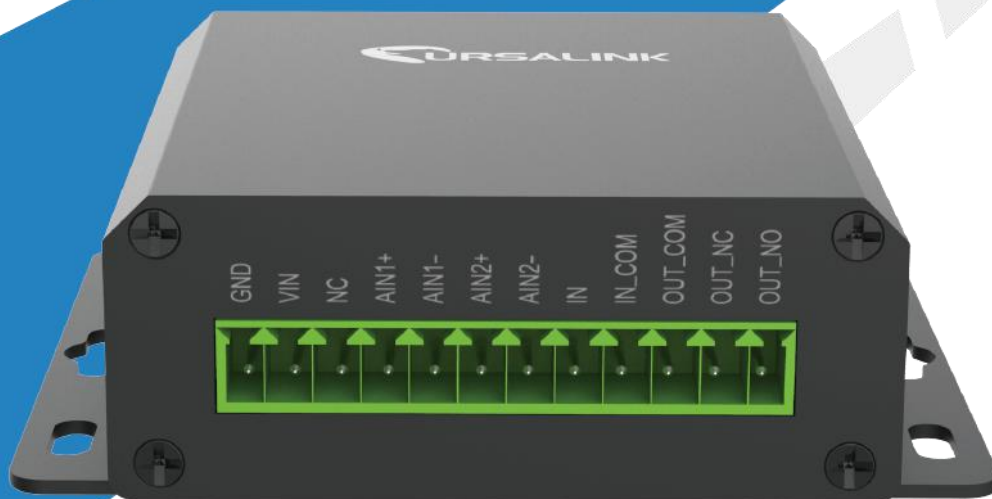 URSALINK
GND
VIN
NC
AIN1+
AIN1-
AIN2+
AIN2-
IN
IN_COM
OUT_COM
OUT_NC
OUT_NO